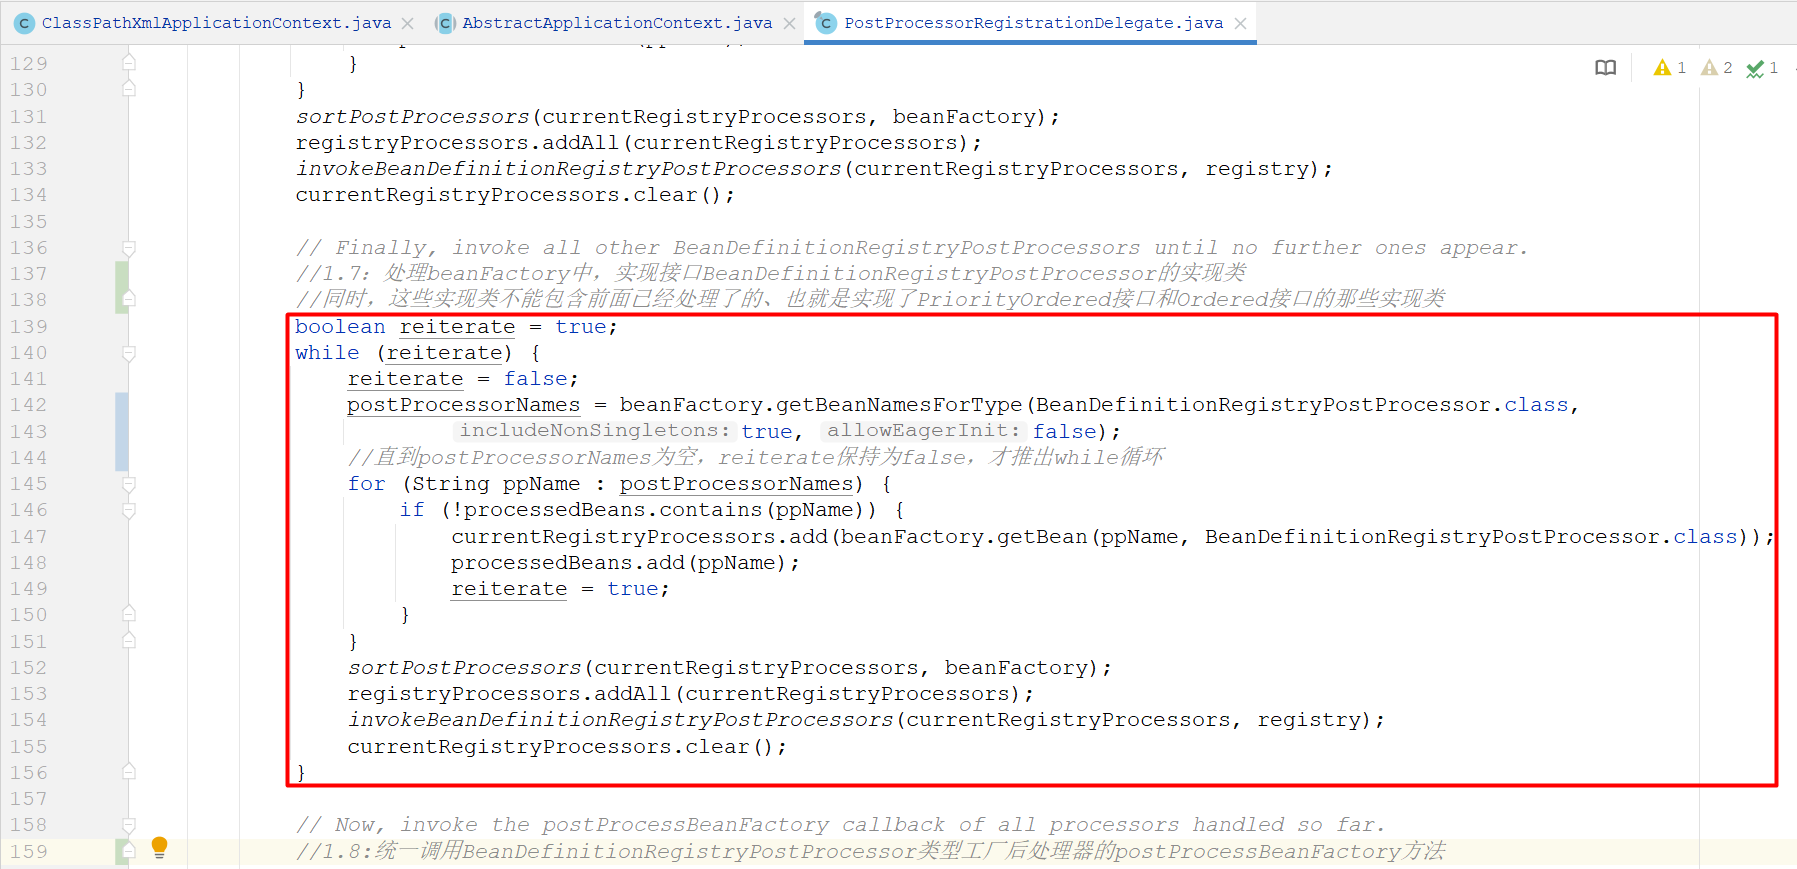 ClassPathXmlApplicationContext.java AbstractApplicationContext.java PostProcessorRegistrationDelegate.java
1 2 1
129 }
130 }
131 sortPostProcessors(currentRegistryProcessors, beanFactory);
132 registryProcessors.addAll(currentRegistryProcessors);
133 invokeBeanDefinitionRegistryPostProcessors(currentRegistryProcessors, registry);
134 currentRegistryProcessors.clear();
135
136 // Finally, invoke all other BeanDefinitionRegistryPostProcessors until no further ones appear.
137 //1.7：处理beanFactory中，实现接口BeanDefinitionRegistryPostProcessor的实现类
138 //同时，这些实现类不能包含前面已经处理了的、也就是实现了PriorityOrdered接口和Ordered接口的那些实现类
139 boolean reiterate = true;
140 while (reiterate) {
141 reiterate = false;
142 postProcessorNames = beanFactory.getBeanNamesForType(BeanDefinitionRegistryPostProcessor.class,
143 includeNonSingletons: true, allowEagerInit: false);
144 //直到postProcessorNames为空，reiterate保持为false，才推出while循环
145 for (String ppName : postProcessorNames) {
146 if (!processedBeans.contains(ppName)) {
147 currentRegistryProcessors.add(beanFactory.getBean(ppName, BeanDefinitionRegistryPostProcessor.class));
148 processedBeans.add(ppName);
149 reiterate = true;
150 }
151 }
152 sortPostProcessors(currentRegistryProcessors, beanFactory);
153 registryProcessors.addAll(currentRegistryProcessors);
154 invokeBeanDefinitionRegistryPostProcessors(currentRegistryProcessors, registry);
155 currentRegistryProcessors.clear();
156 }
157
158 // Now, invoke the postProcessBeanFactory callback of all processors handled so far.
159 //1.8:统一调用BeanDefinitionRegistryPostProcessor类型工厂后处理器的postProcessBeanFactory方法